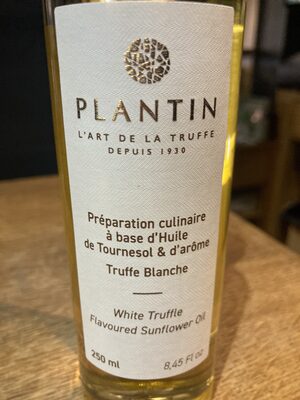 PLANTIN
L'ART DE LA TRUFFE
DEPUIS 1930
Préparation culinaire
à base d'Huile
de Tournesol & d'arôme
Truffe Blanche
White Truffle
Flavoured Sunflower Oil
250 ml 8,45 Fl oz